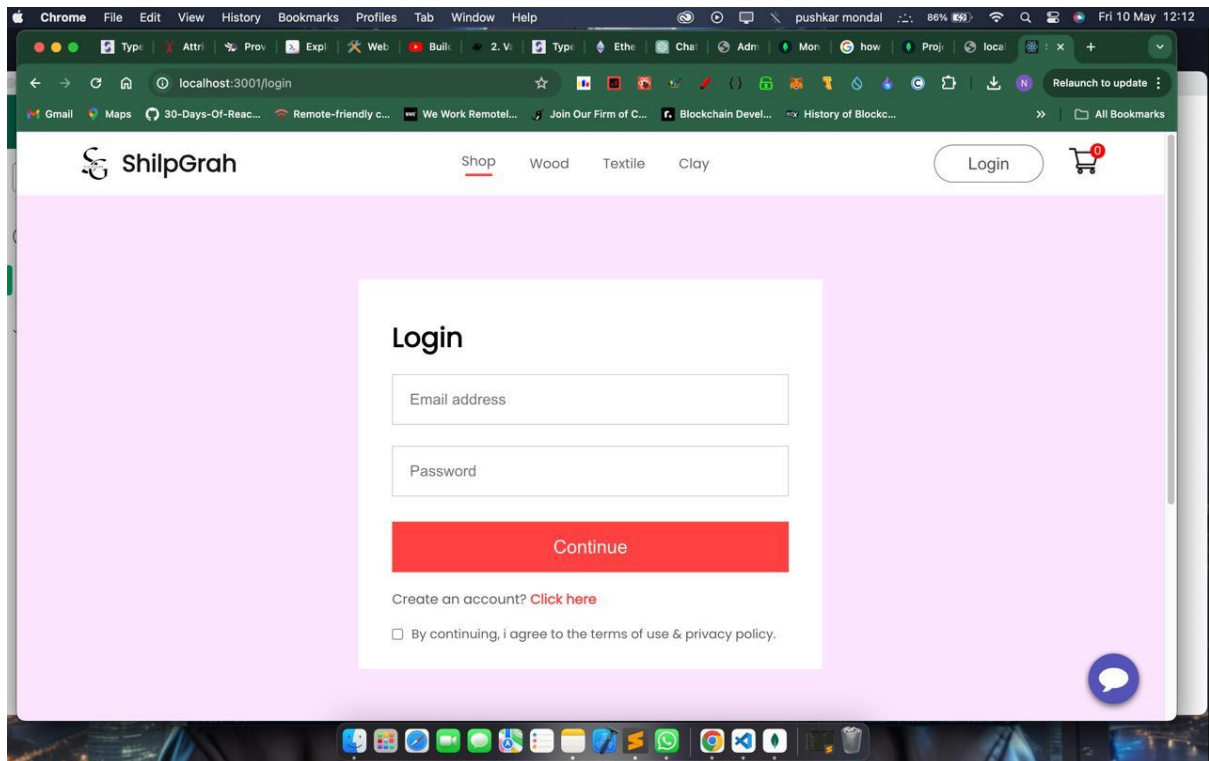 Chrome File Edit View History Bookmarks Profiles Tab Window Help pushkar mondal 86% Fri 10 May 12:12
Type Attri Prov Expl Web Build 2. Va Type Ethe Chat Adm Mon how Proje local
localhost:3001/login N Relaunch to update
Gmail Maps 30-Days-Of-Reac... Remote-friendly c... We Work Remotel... Join Our Firm of C... Blockchain Devel... History of Blockc... » All Bookmarks
ShilpGrah Shop Wood Textile Clay Login 0
Login
Email address
Password
Continue
Create an account? Click here
By continuing, i agree to the terms of use & privacy policy.